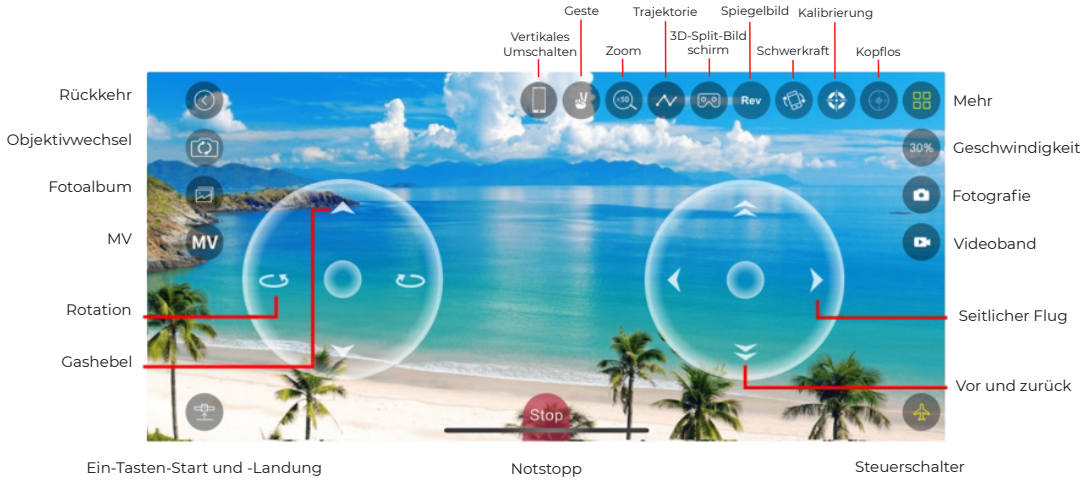 Geste
Trajektorie
Spiegelbild
Kalibrierung
Vertikales
Umschalten
Zoom
3D-Split-Bild
schirm
Schwerkraft
Kopflos
Rückkehr
x50
Rev
Mehr
Objektivwechsel
30%
Geschwindigkeit
Fotoalbum
Fotografie
MV
MV
Videoband
Rotation
Seitlicher Flug
Gashebel
Vor und zurück
Stop
Ein-Tasten-Start und -Landung
Notstopp
Steuerschalter